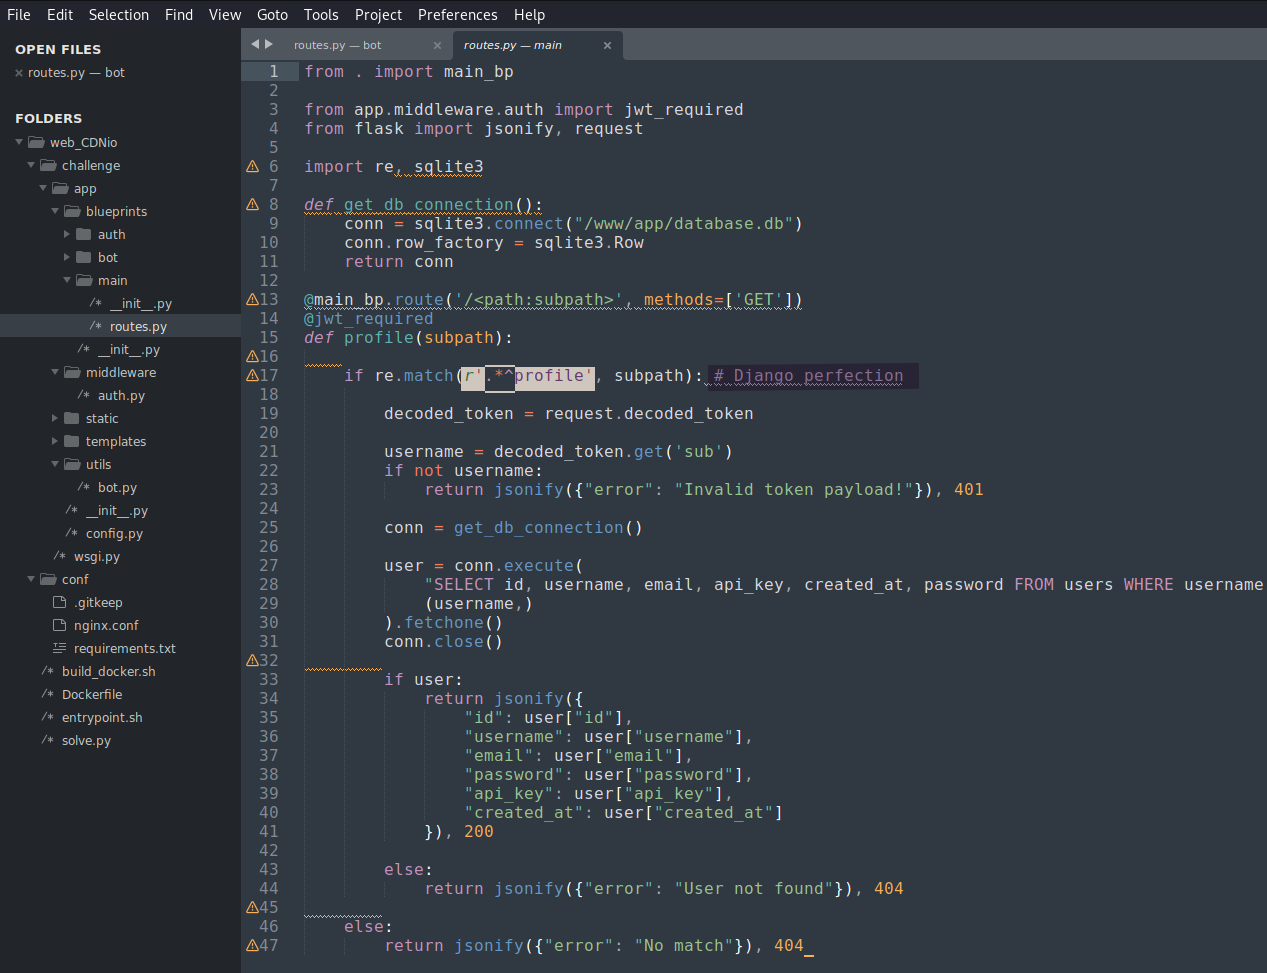 File Edit Selection Find View Goto Tools Project Preferences Help
OPEN FILES
routes.py — bot
FOLDERS
web_CDNio
challenge
app
blueprints
auth
bot
main
/* __init__.py
/* routes.py
/* __init__.py
middleware
/* auth.py
static
templates
utils
/* bot.py
/* __init__.py
/* config.py
/* wsgi.py
conf
.gitkeep
nginx.conf
requirements.txt
/* build_docker.sh
/* Dockerfile
/* entrypoint.sh
/* solve.py
routes.py — bot
routes.py — main
1 from . import main_bp
2
3 from app.middleware.auth import jwt_required
4 from flask import jsonify, request
5
6 import re, sqlite3
7
8 def get_db_connection():
9 conn = sqlite3.connect("/www/app/database.db")
10 conn.row_factory = sqlite3.Row
11 return conn
12
13 @main_bp.route('/<path:subpath>', methods=['GET'])
14 @jwt_required
15 def profile(subpath):
16
17 if re.match(r'.*^profile', subpath): # Django perfection
18
19 decoded_token = request.decoded_token
20
21 username = decoded_token.get('sub')
22 if not username:
23 return jsonify({"error": "Invalid token payload!"}), 401
24
25 conn = get_db_connection()
26
27 user = conn.execute(
28 "SELECT id, username, email, api_key, created_at, password FROM users WHERE username
29 (username,)
30 ).fetchone()
31 conn.close()
32
33 if user:
34 return jsonify({
35 "id": user["id"],
36 "username": user["username"],
37 "email": user["email"],
38 "password": user["password"],
39 "api_key": user["api_key"],
40 "created_at": user["created_at"]
41 }), 200
42
43 else:
44 return jsonify({"error": "User not found"}), 404
45
46 else:
47 return jsonify({"error": "No match"}), 404